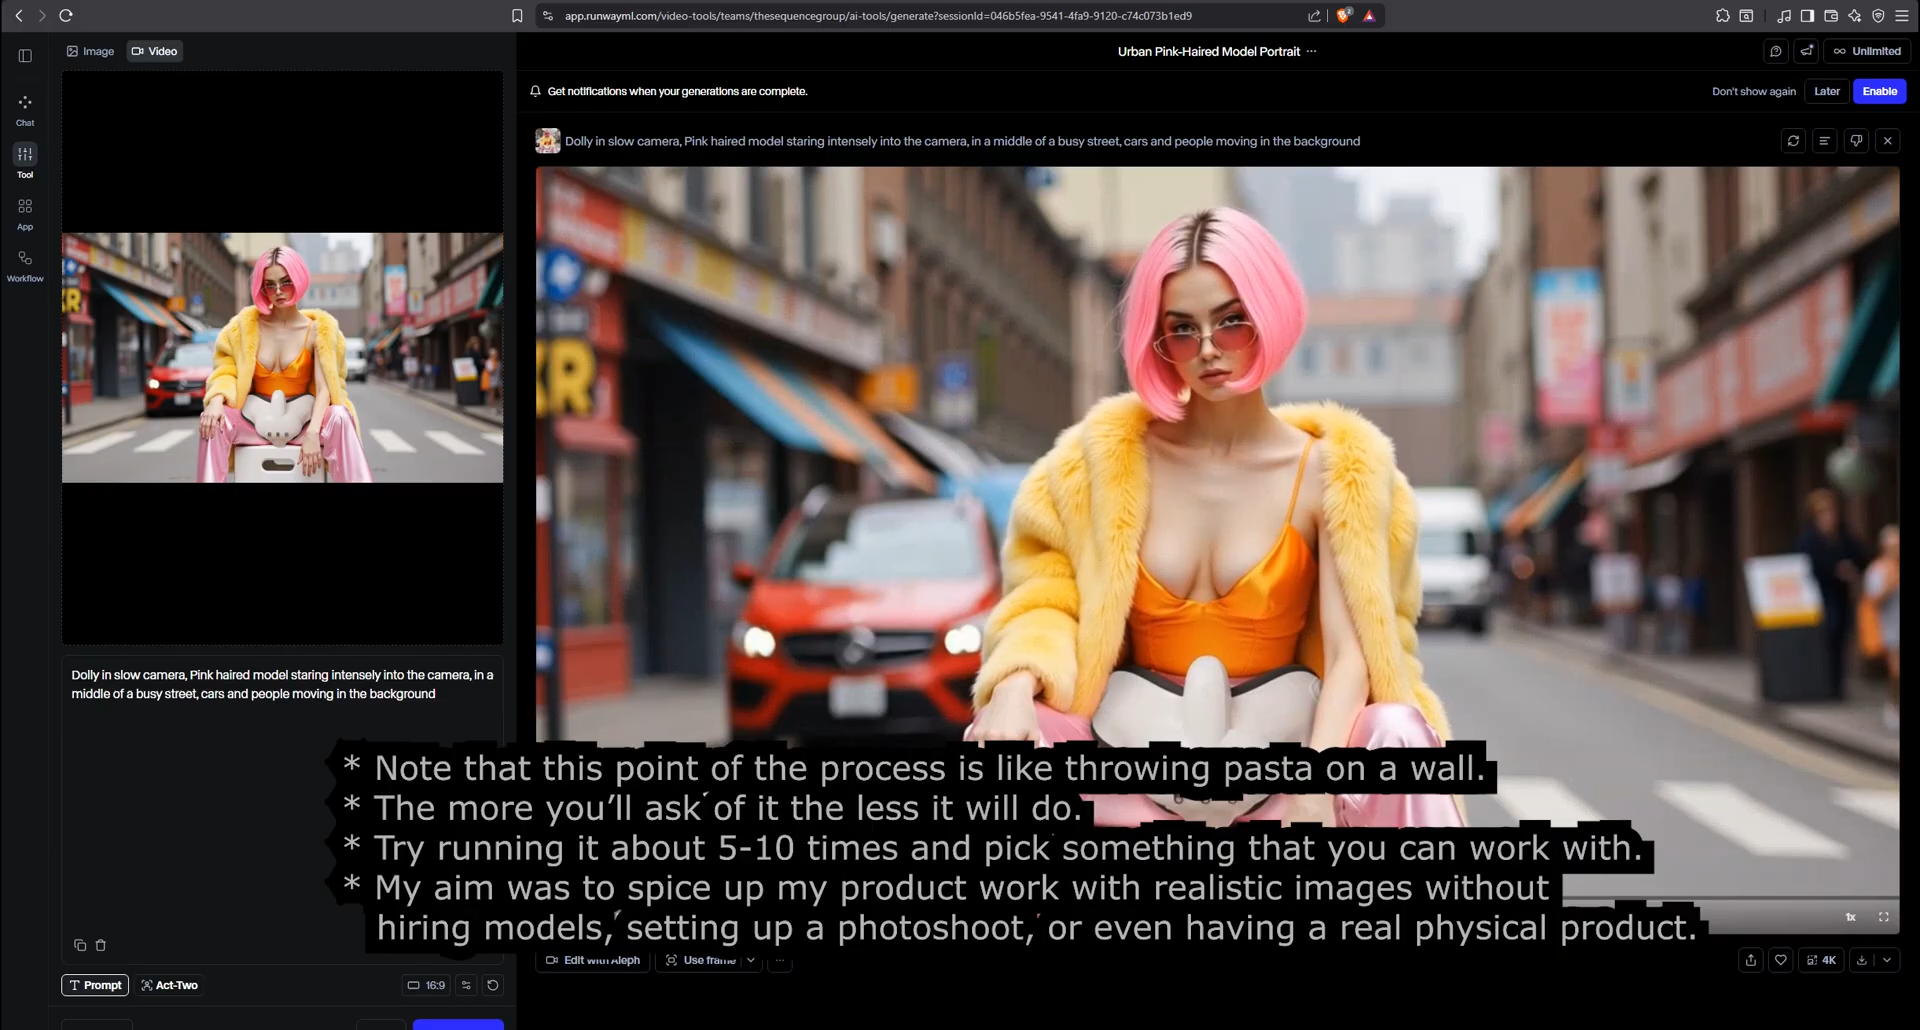 app.runwayml.com/video-tools/teams/thesequencegroup/ai-tools/generate?sessionId=046b5fea-9541-4fa9-9120-c74c073b1ed9
2
Image
Video
Urban Pink-Haired Model Portrait ...
Unlimited
Get notifications when your generations are complete.
Don't show again
Later
Enable
Chat
Tool
App
Workflow
Dolly in slow camera, Pink haired model staring intensely into the camera, in a middle of a busy street, cars and people moving in the background
Dolly in slow camera, Pink haired model staring intensely into the camera, in a
middle of a busy street, cars and people moving in the background
* Note that this point of the process is like throwing pasta on a wall.
* The more you’ll ask of it the less it will do.
* Try running it about 5-10 times and pick something that you can work with.
* My aim was to spice up my product work with realistic images without
hiring models, setting up a photoshoot, or even having a real physical product.
1x
Edit with Aleph
Use frame
...
4K
Prompt
Act-Two
16:9